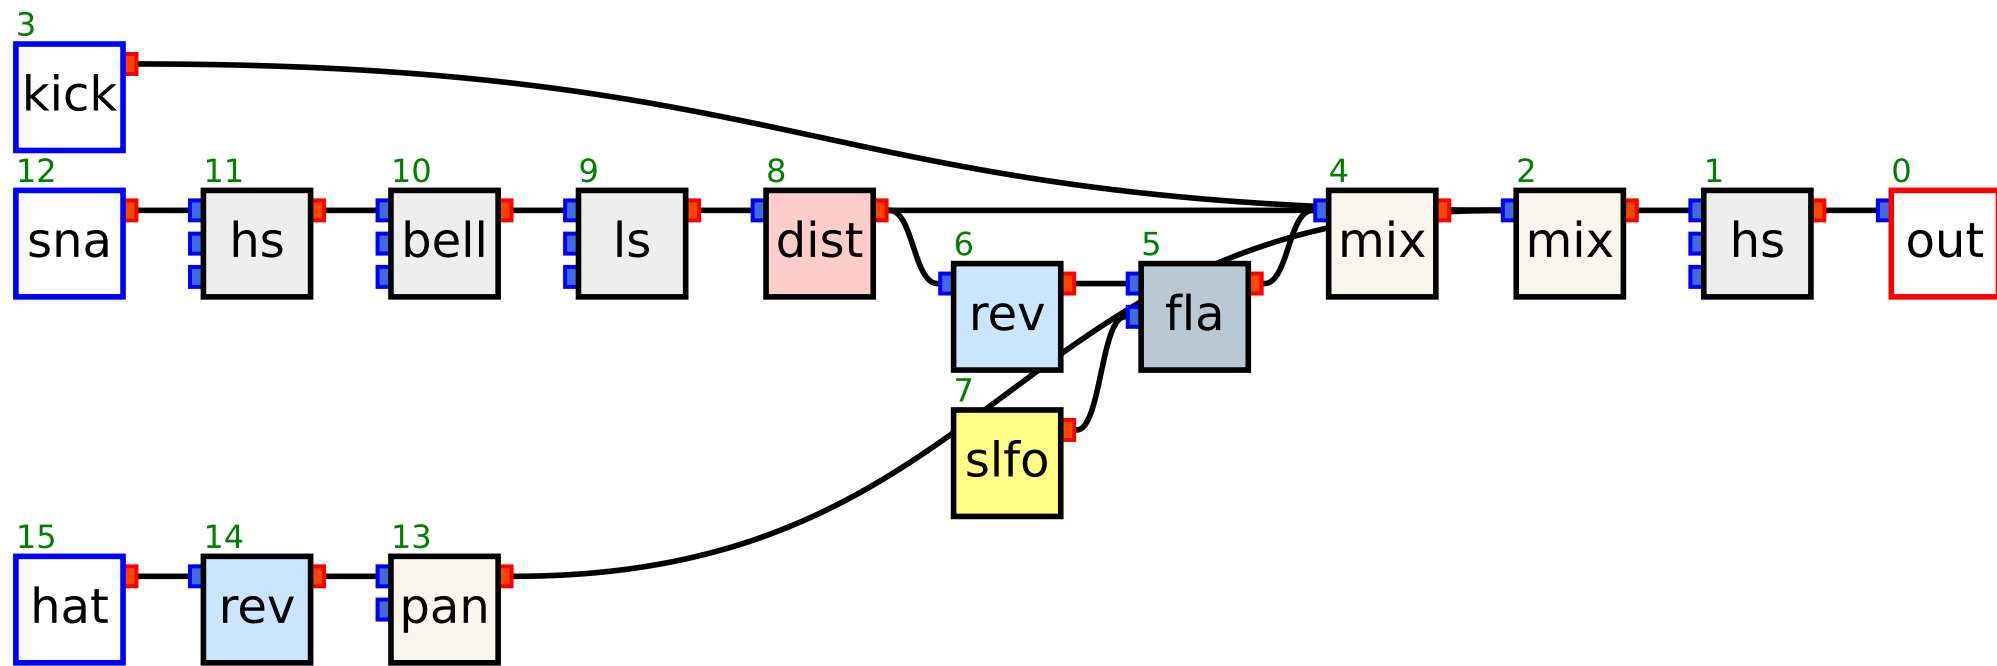 3
kick
12 11 10 9 8 4 2 1 0
sna hs bell ls dist mix mix hs out
6 5
rev fla
7
slfo
15 14 13
hat rev pan